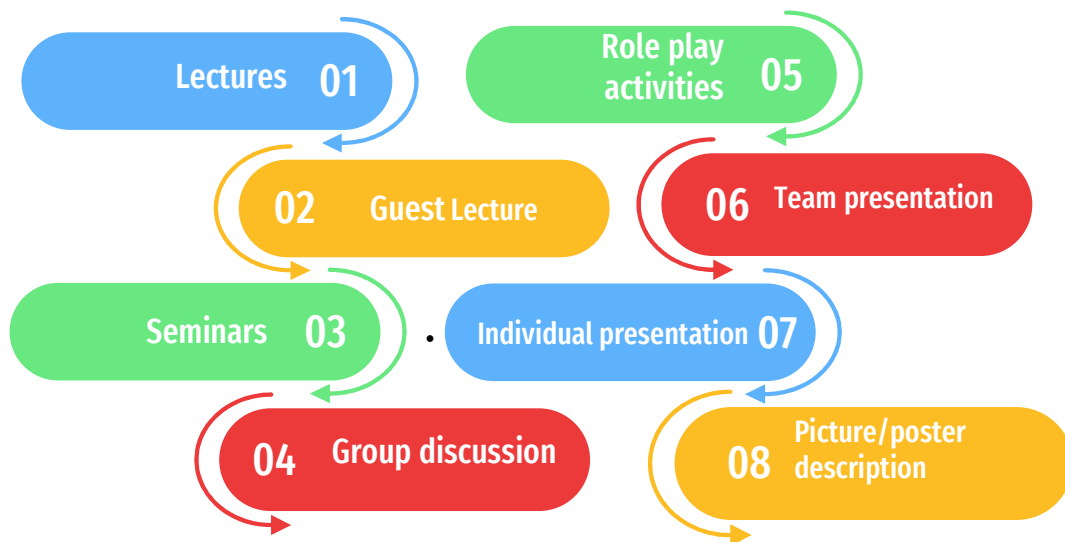 Lectures 01
02 Guest Lecture
Seminars 03
04 Group discussion
Role play
activities 05
06 Team presentation
. Individual presentation 07
08 Picture/poster
description